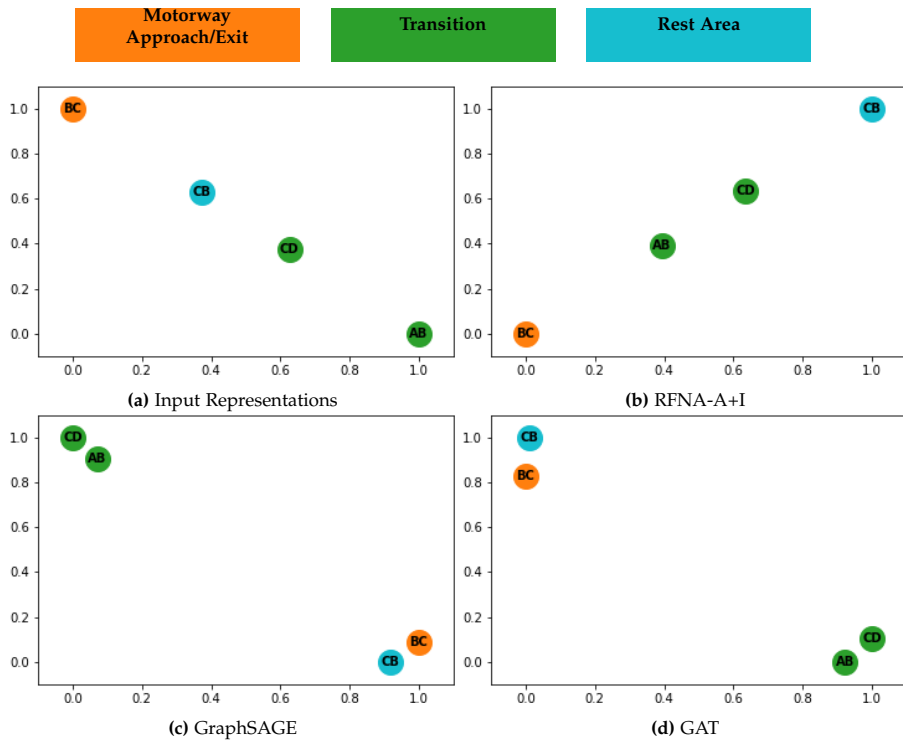 Motorway
Approach/Exit
Transition
Rest Area
1.0
0.8
0.6
0.4
0.2
0.0
BC
CB
CD
AB
0.0 0.2 0.4 0.6 0.8 1.0
(a) Input Representations
1.0
0.8
0.6
0.4
0.2
0.0
CB
CD
AB
BC
0.0 0.2 0.4 0.6 0.8 1.0
(b) RFNA-A+I
1.0
0.8
0.6
0.4
0.2
0.0
CD
AB
BC
CB
0.0 0.2 0.4 0.6 0.8 1.0
(c) GraphSAGE
1.0
0.8
0.6
0.4
0.2
0.0
CB
BC
CD
AB
0.0 0.2 0.4 0.6 0.8 1.0
(d) GAT